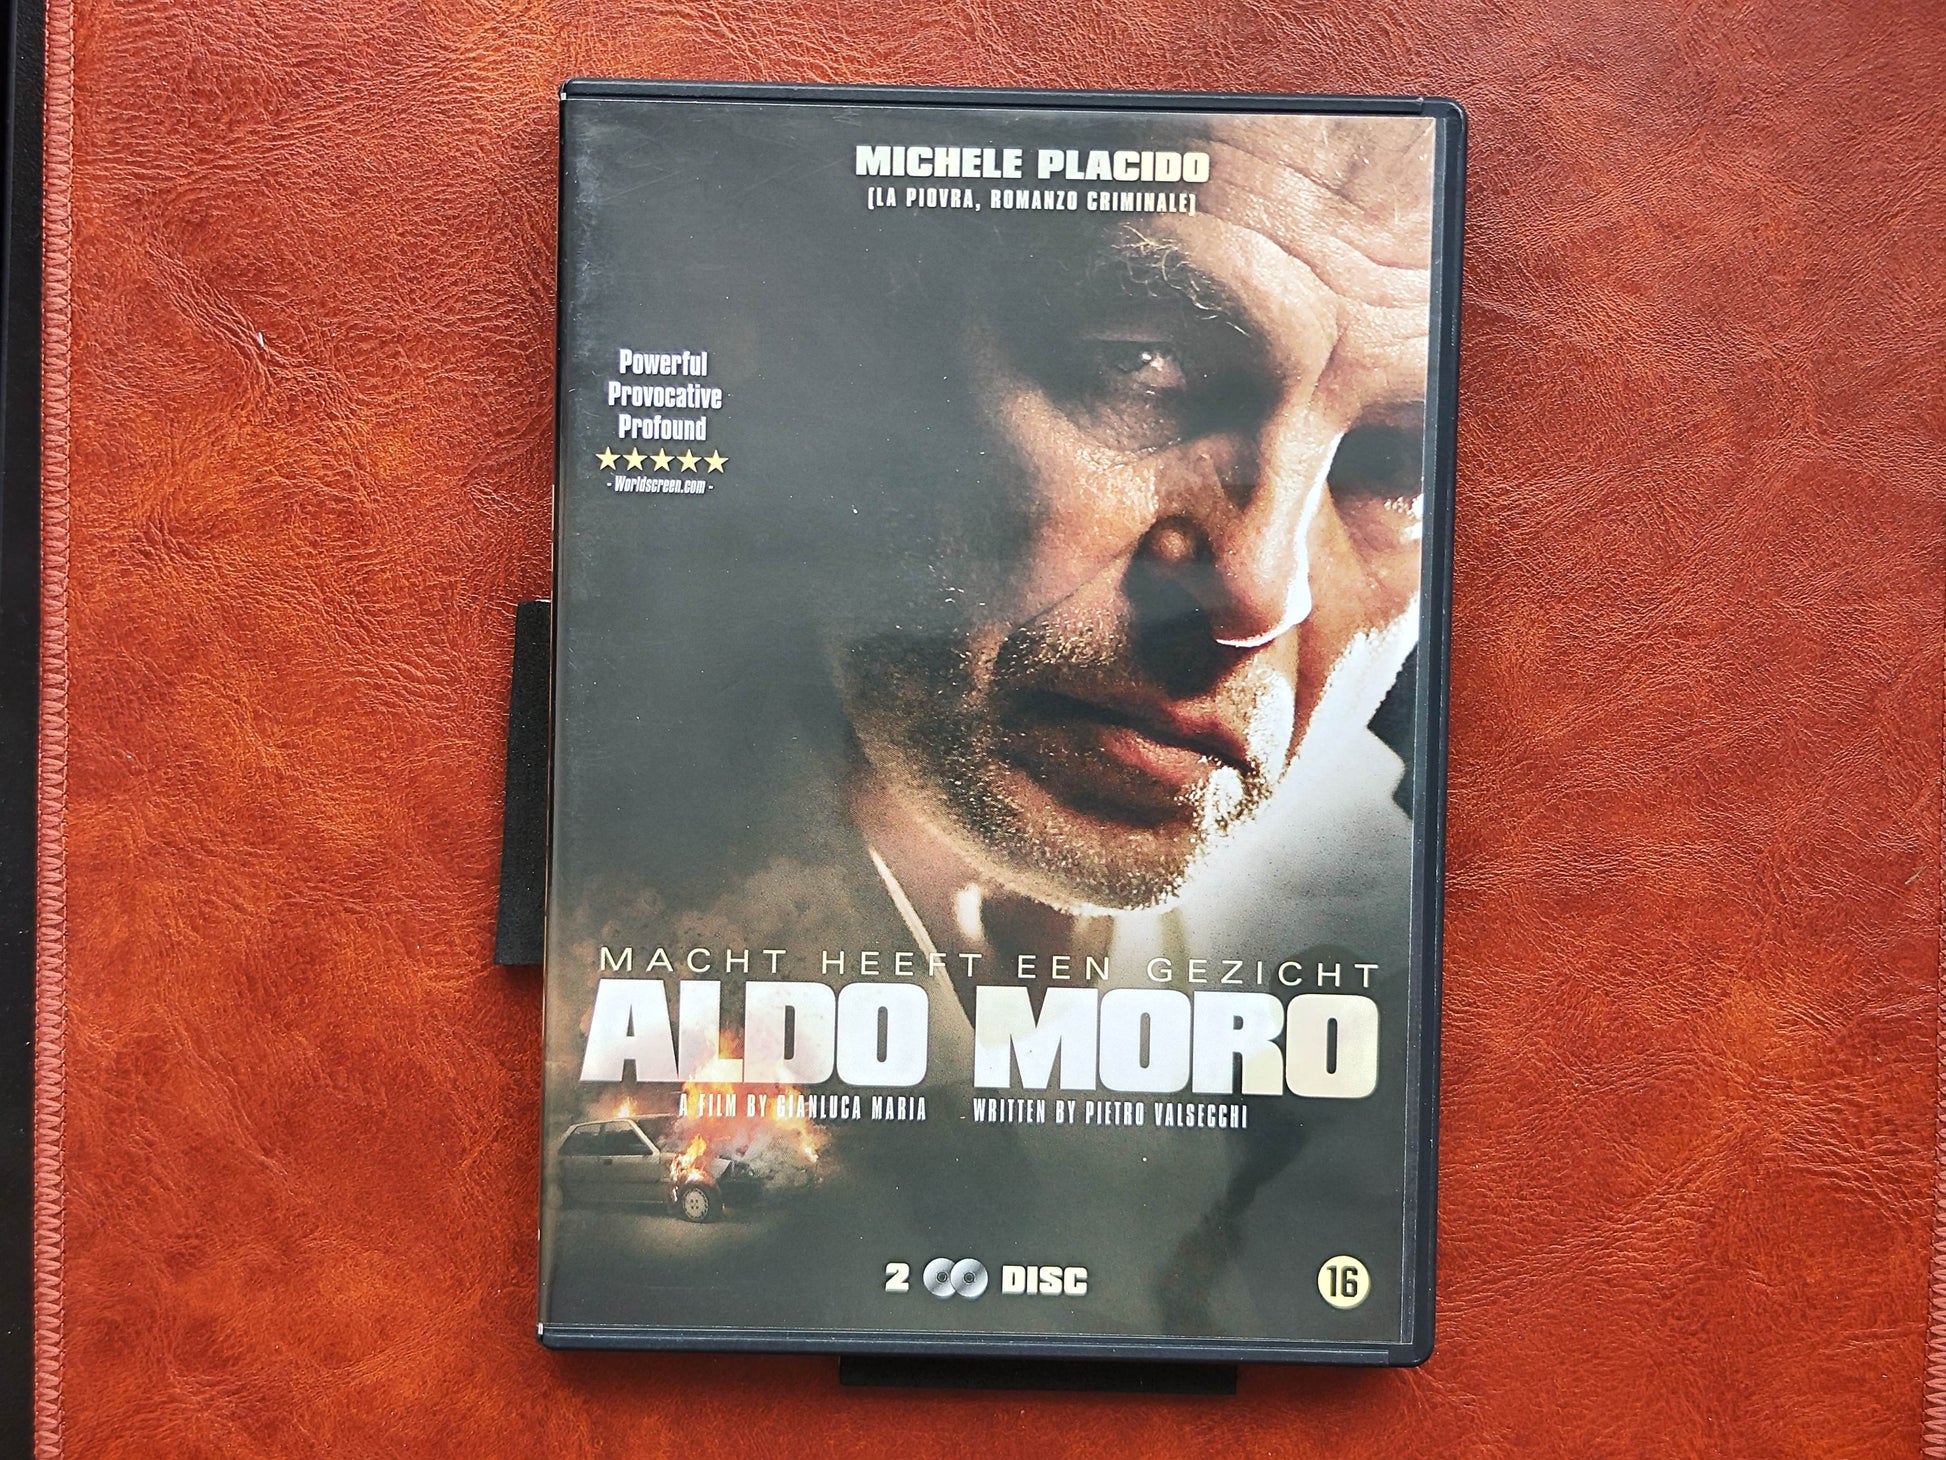 MICHELE PLACIDO
(LA PIOVRA, ROMANZO CRIMINALE)
Powerful
Provocative
Profound
- Worldscreen.com -
MACHT HEEFT EEN GEZICHT
ALDO MORO
A FILM BY GIANLUCA MARIA WRITTEN BY PIETRO VALSECCHI
2 DISC
16